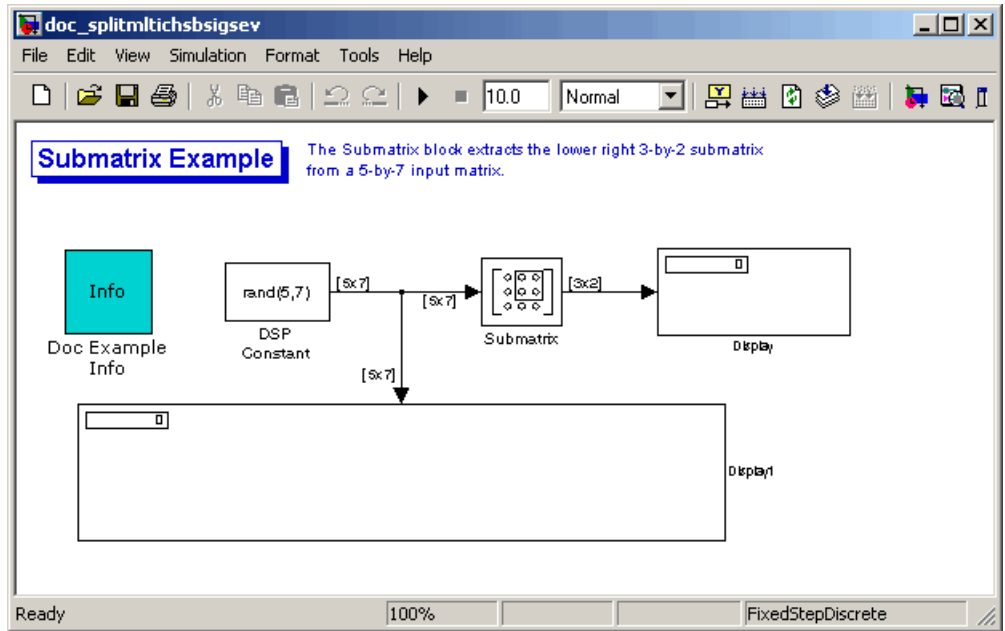 doc_splitmltichsbsigsev
File Edit View Simulation Format Tools Help
10.0 Normal
Submatrix Example
The Submatrix block extracts the lower right 3-by-2 submatrix
from a 5-by-7 input matrix.
Info
Doc Example
Info
rand(5,7)
DSP
Constant
[5x7]
[5x7]
Submatrix
[3x2]
0
Display
[5x7]
0
Display1
Ready 100% FixedStepDiscrete